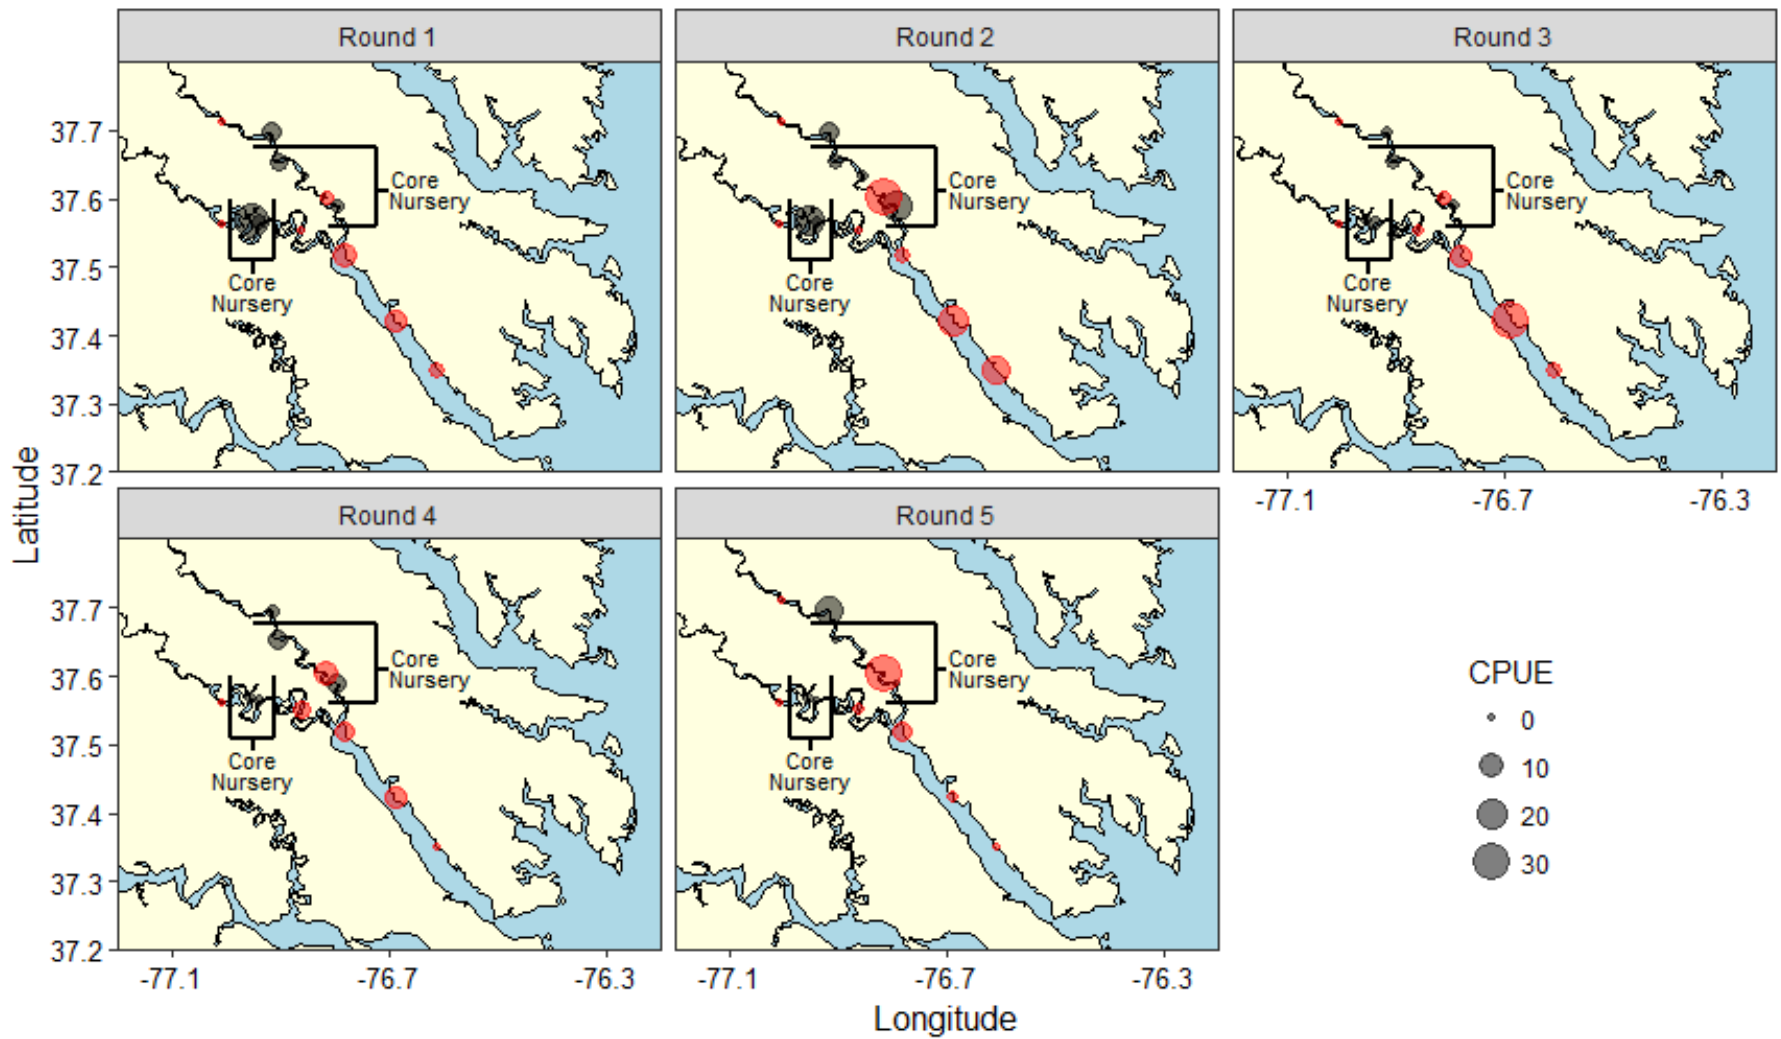 Round 1
Round 2
Round 3
Core
Nursery
Core
Nursery
Core
Nursery
Core
Nursery
Core
Nursery
Core
Nursery
37.7
37.6
37.5
37.4
37.3
37.2
-77.1
-76.7
-76.3
Round 4
Round 5
Core
Nursery
Core
Nursery
Core
Nursery
Core
Nursery
37.7
37.6
37.5
37.4
37.3
37.2
-77.1
-76.7
-76.3
-77.1
-76.7
-76.3
Latitude
Longitude
CPUE
0
10
20
30